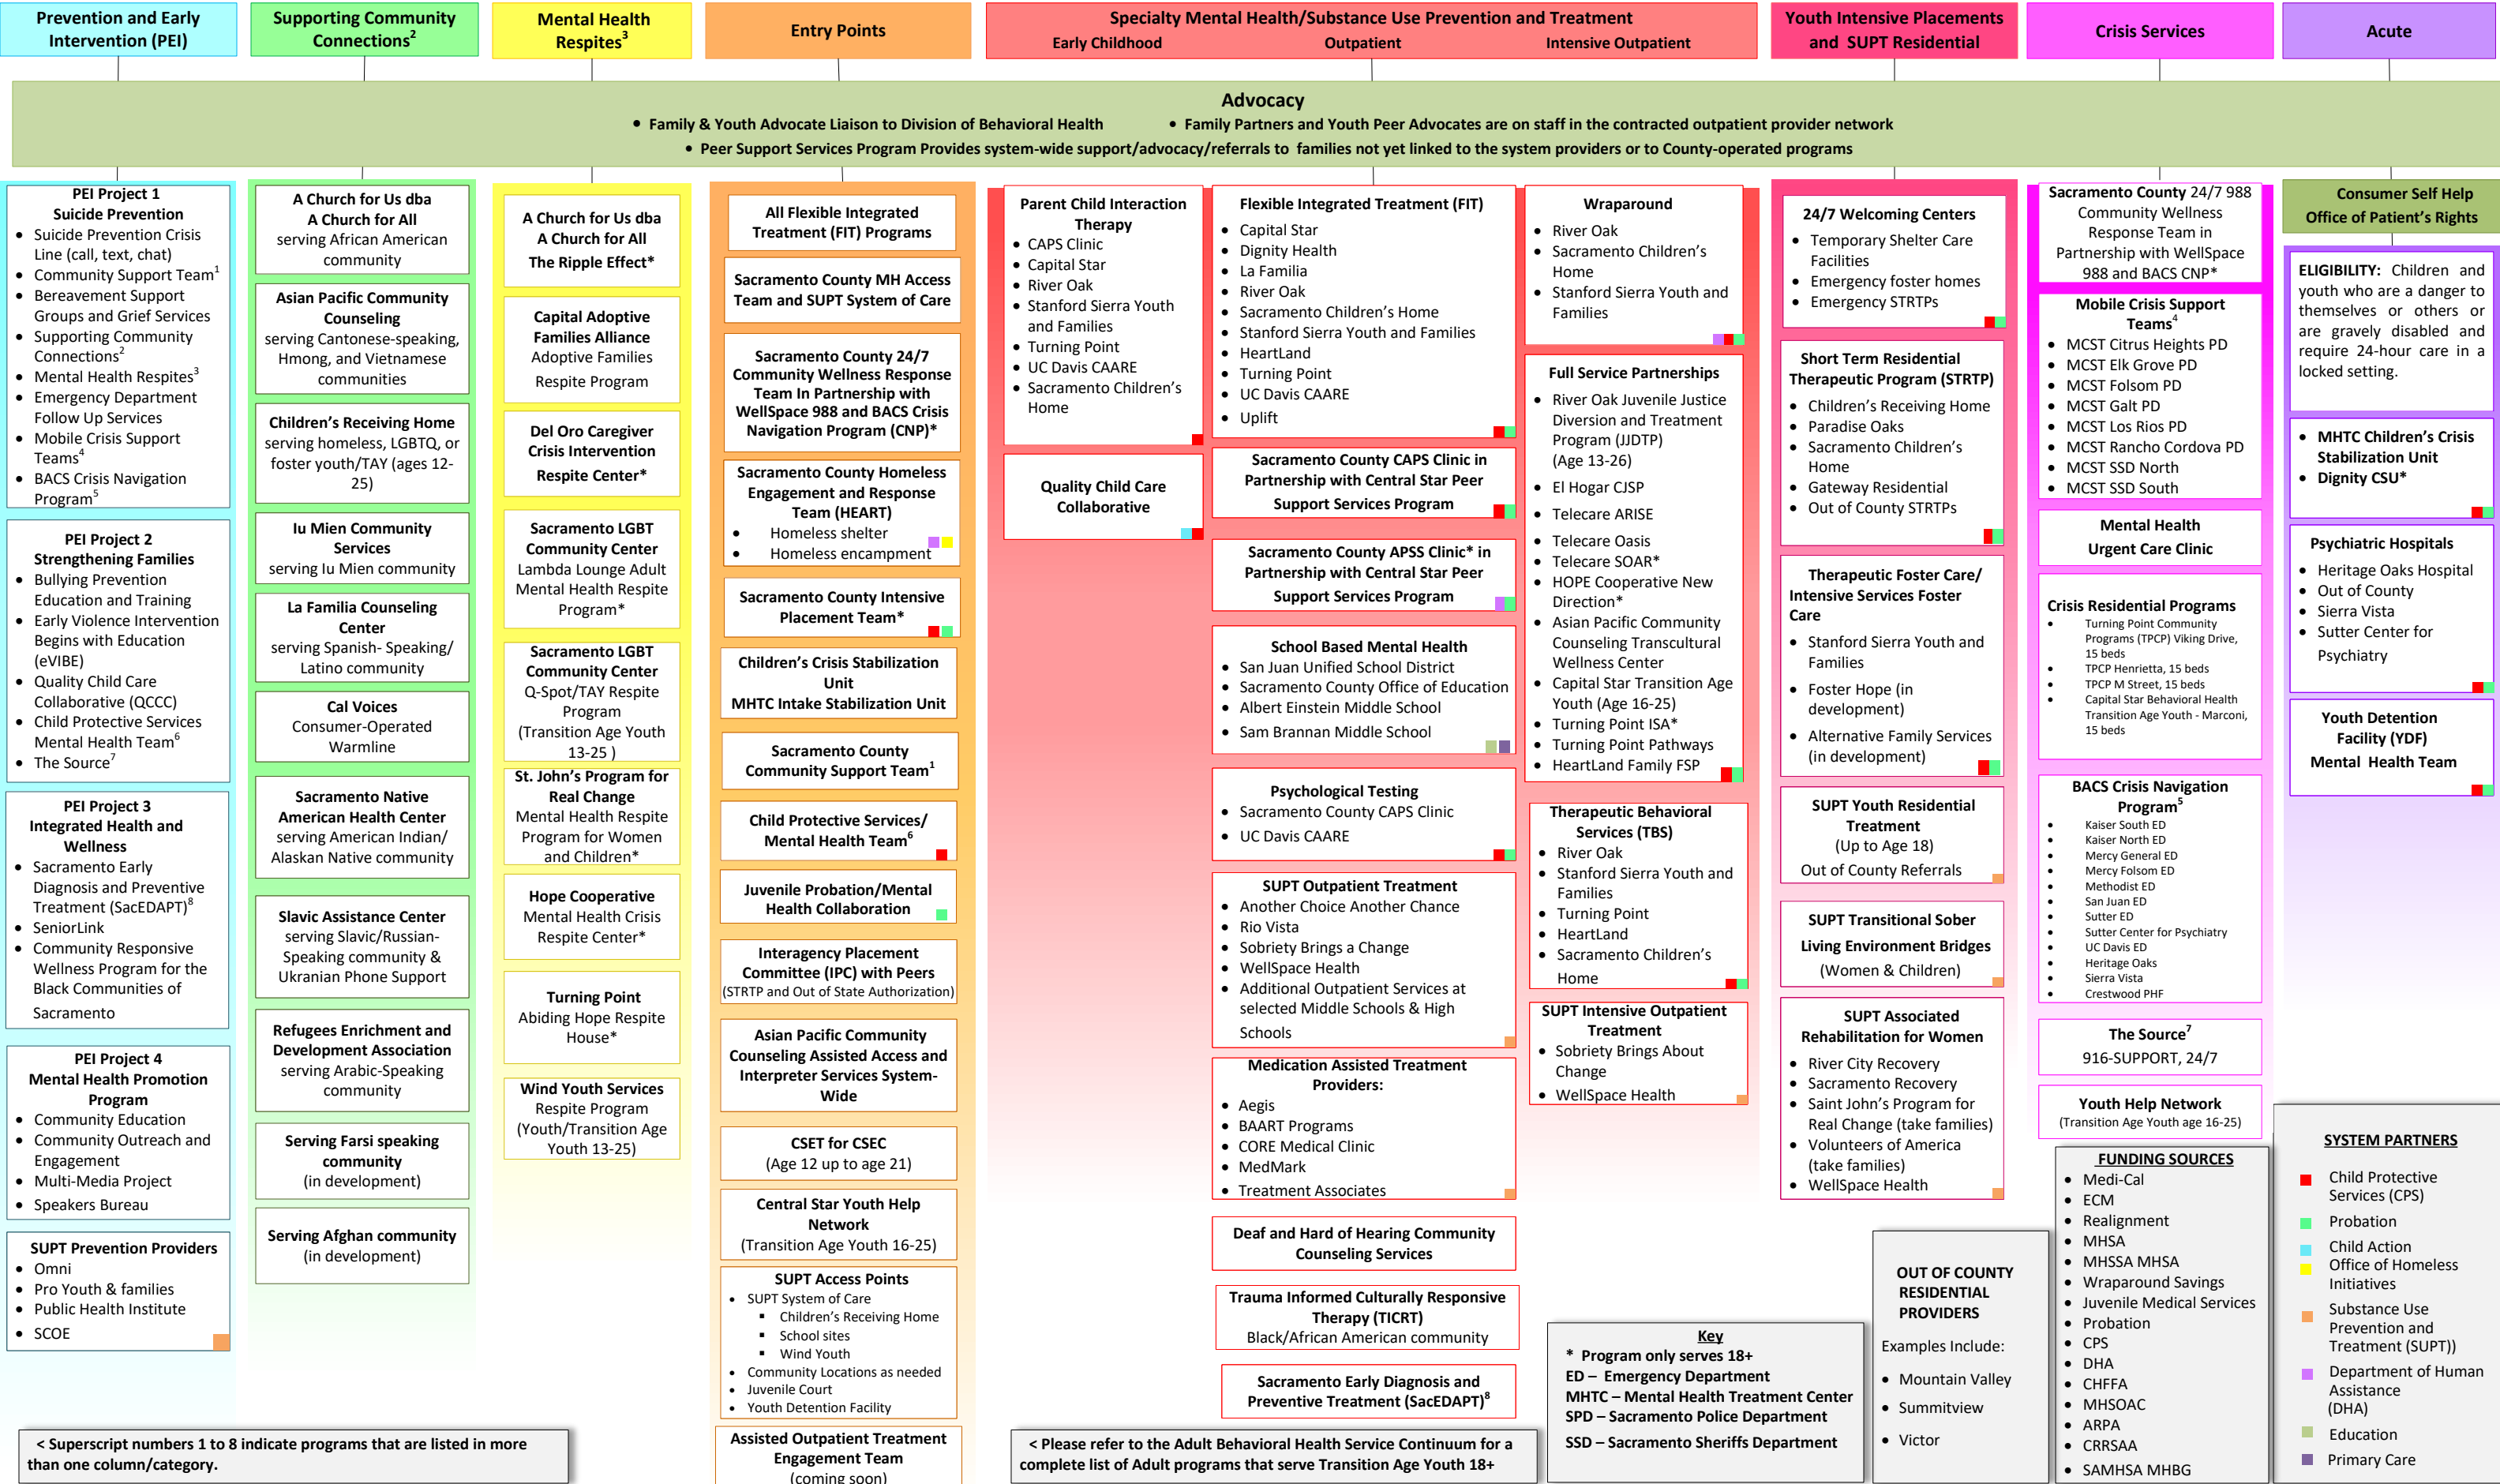 Prevention and Early
Intervention (PEI)
Supporting Community
Connections2
Mental Health
Respites3
Entry Points
Specialty Mental Health/Substance Use Prevention and Treatment
Early Childhood
Outpatient
Intensive Outpatient
Youth Intensive Placements
and SUPT Residential
Crisis Services
Acute
Advocacy
• Family & Youth Advocate Liaison to Division of Behavioral Health
• Family Partners and Youth Peer Advocates are on staff in the contracted outpatient provider network
• Peer Support Services Program Provides system-wide support/advocacy/referrals to families not yet linked to the system providers or to County-operated programs
PEI Project 1
Suicide Prevention
• Suicide Prevention Crisis
Line (call, text, chat)
• Community Support Team1
• Bereavement Support
Groups and Grief Services
• Supporting Community
Connections2
• Mental Health Respites3
• Emergency Department
Follow Up Services
• Mobile Crisis Support
Teams4
• BACS Crisis Navigation
Program5
PEI Project 2
Strengthening Families
• Bullying Prevention
Education and Training
• Early Violence Intervention
Begins with Education
(eVIBE)
• Quality Child Care
Collaborative (QCCC)
• Child Protective Services
Mental Health Team6
• The Source7
PEI Project 3
Integrated Health and
Wellness
• Sacramento Early
Diagnosis and Preventive
Treatment (SacEDAPT)8
• SeniorLink
• Community Responsive
Wellness Program for the
Black Communities of
Sacramento
PEI Project 4
Mental Health Promotion
Program
• Community Education
• Community Outreach and
Engagement
• Multi-Media Project
• Speakers Bureau
SUPT Prevention Providers
• Omni
• Pro Youth & families
• Public Health Institute
• SCOE
A Church for Us dba
A Church for All
serving African American
community
Asian Pacific Community
Counseling
serving Cantonese-speaking,
Hmong, and Vietnamese
communities
Children’s Receiving Home
serving homeless, LGBTQ, or
foster youth/TAY (ages 12-
25)
Iu Mien Community
Services
serving Iu Mien community
La Familia Counseling
Center
serving Spanish- Speaking/
Latino community
Cal Voices
Consumer-Operated
Warmline
Sacramento Native
American Health Center
serving American Indian/
Alaskan Native community
Slavic Assistance Center
serving Slavic/Russian-
Speaking community &
Ukranian Phone Support
Refugees Enrichment and
Development Association
serving Arabic-Speaking
community
Serving Farsi speaking
community
(in development)
Serving Afghan community
(in development)
A Church for Us dba
A Church for All
The Ripple Effect*
Capital Adoptive
Families Alliance
Adoptive Families
Respite Program
Del Oro Caregiver
Crisis Intervention
Respite Center*
Sacramento LGBT
Community Center
Lambda Lounge Adult
Mental Health Respite
Program*
Sacramento LGBT
Community Center
Q-Spot/TAY Respite
Program
(Transition Age Youth
13-25 )
St. John’s Program for
Real Change
Mental Health Respite
Program for Women
and Children*
Hope Cooperative
Mental Health Crisis
Respite Center*
Turning Point
Abiding Hope Respite
House*
Wind Youth Services
Respite Program
(Youth/Transition Age
Youth 13-25)
All Flexible Integrated
Treatment (FIT) Programs
Sacramento County MH Access
Team and SUPT System of Care
Sacramento County 24/7
Community Wellness Response
Team In Partnership with
WellSpace 988 and BACS Crisis
Navigation Program (CNP)*
Sacramento County Homeless
Engagement and Response
Team (HEART)
• Homeless shelter
• Homeless encampment
Sacramento County Intensive
Placement Team*
Children’s Crisis Stabilization
Unit
MHTC Intake Stabilization Unit
Sacramento County
Community Support Team1
Child Protective Services/
Mental Health Team6
Juvenile Probation/Mental
Health Collaboration
Interagency Placement
Committee (IPC) with Peers
(STRTP and Out of State Authorization)
Asian Pacific Community
Counseling Assisted Access and
Interpreter Services System-
Wide
CSET for CSEC
(Age 12 up to age 21)
Central Star Youth Help
Network
(Transition Age Youth 16-25)
SUPT Access Points
• SUPT System of Care
▪ Children’s Receiving Home
▪ School sites
▪ Wind Youth
• Community Locations as needed
• Juvenile Court
• Youth Detention Facility
Assisted Outpatient Treatment
Engagement Team
(coming soon)
Parent Child Interaction
Therapy
• CAPS Clinic
• Capital Star
• River Oak
• Stanford Sierra Youth
and Families
• Turning Point
• UC Davis CAARE
• Sacramento Children’s
Home
Quality Child Care
Collaborative
Flexible Integrated Treatment (FIT)
• Capital Star
• Dignity Health
• La Familia
• River Oak
• Sacramento Children’s Home
• Stanford Sierra Youth and Families
• HeartLand
• Turning Point
• UC Davis CAARE
• Uplift
Sacramento County CAPS Clinic in
Partnership with Central Star Peer
Support Services Program
Sacramento County APSS Clinic* in
Partnership with Central Star Peer
Support Services Program
School Based Mental Health
• San Juan Unified School District
• Sacramento County Office of Education
• Albert Einstein Middle School
• Sam Brannan Middle School
Psychological Testing
• Sacramento County CAPS Clinic
• UC Davis CAARE
SUPT Outpatient Treatment
• Another Choice Another Chance
• Rio Vista
• Sobriety Brings a Change
• WellSpace Health
• Additional Outpatient Services at
selected Middle Schools & High
Schools
Medication Assisted Treatment
Providers:
• Aegis
• BAART Programs
• CORE Medical Clinic
• MedMark
• Treatment Associates
Deaf and Hard of Hearing Community
Counseling Services
Trauma Informed Culturally Responsive
Therapy (TICRT)
Black/African American community
Sacramento Early Diagnosis and
Preventive Treatment (SacEDAPT)8
Wraparound
• River Oak
• Sacramento Children’s
Home
• Stanford Sierra Youth and
Families
Full Service Partnerships
• River Oak Juvenile Justice
Diversion and Treatment
Program (JJDTP)
(Age 13-26)
• El Hogar CJSP
• Telecare ARISE
• Telecare Oasis
• Telecare SOAR*
• HOPE Cooperative New
Direction*
• Asian Pacific Community
Counseling Transcultural
Wellness Center
• Capital Star Transition Age
Youth (Age 16-25)
• Turning Point ISA*
• Turning Point Pathways
• HeartLand Family FSP
Therapeutic Behavioral
Services (TBS)
• River Oak
• Stanford Sierra Youth and
Families
• Turning Point
• HeartLand
• Sacramento Children’s
Home
SUPT Intensive Outpatient
Treatment
• Sobriety Brings About
Change
• WellSpace Health
24/7 Welcoming Centers
• Temporary Shelter Care
Facilities
• Emergency foster homes
• Emergency STRTPs
Short Term Residential
Therapeutic Program (STRTP)
• Children’s Receiving Home
• Paradise Oaks
• Sacramento Children’s
Home
• Gateway Residential
• Out of County STRTPs
Therapeutic Foster Care/
Intensive Services Foster
Care
• Stanford Sierra Youth and
Families
• Foster Hope (in
development)
• Alternative Family Services
(in development)
SUPT Youth Residential
Treatment
(Up to Age 18)
Out of County Referrals
SUPT Transitional Sober
Living Environment Bridges
(Women & Children)
SUPT Associated
Rehabilitation for Women
• River City Recovery
• Sacramento Recovery
• Saint John’s Program for
Real Change (take families)
• Volunteers of America
(take families)
• WellSpace Health
Sacramento County 24/7 988
Community Wellness
Response Team in
Partnership with WellSpace
988 and BACS CNP*
Mobile Crisis Support
Teams4
• MCST Citrus Heights PD
• MCST Elk Grove PD
• MCST Folsom PD
• MCST Galt PD
• MCST Los Rios PD
• MCST Rancho Cordova PD
• MCST SSD North
• MCST SSD South
Mental Health
Urgent Care Clinic
Crisis Residential Programs
• Turning Point Community
Programs (TPCP) Viking Drive,
15 beds
• TPCP Henrietta, 15 beds
• TPCP M Street, 15 beds
• Capital Star Behavioral Health
Transition Age Youth - Marconi,
15 beds
BACS Crisis Navigation
Program5
• Kaiser South ED
• Kaiser North ED
• Mercy General ED
• Mercy Folsom ED
• Methodist ED
• San Juan ED
• Sutter ED
• Sutter Center for Psychiatry
• UC Davis ED
• Heritage Oaks
• Sierra Vista
• Crestwood PHF
The Source7
916-SUPPORT, 24/7
Youth Help Network
(Transition Age Youth age 16-25)
Consumer Self Help
Office of Patient’s Rights
ELIGIBILITY: Children and
youth who are a danger to
themselves or others or
are gravely disabled and
require 24-hour care in a
locked setting.
• MHTC Children’s Crisis
Stabilization Unit
• Dignity CSU*
Psychiatric Hospitals
• Heritage Oaks Hospital
• Out of County
• Sierra Vista
• Sutter Center for
Psychiatry
Youth Detention
Facility (YDF)
Mental Health Team
< Superscript numbers 1 to 8 indicate programs that are listed in more
than one column/category.
< Please refer to the Adult Behavioral Health Service Continuum for a
complete list of Adult programs that serve Transition Age Youth 18+
Key
* Program only serves 18+
ED – Emergency Department
MHTC – Mental Health Treatment Center
SPD – Sacramento Police Department
SSD – Sacramento Sheriffs Department
OUT OF COUNTY
RESIDENTIAL
PROVIDERS
Examples Include:
• Mountain Valley
• Summitview
• Victor
FUNDING SOURCES
• Medi-Cal
• ECM
• Realignment
• MHSA
• MHSSA MHSA
• Wraparound Savings
• Juvenile Medical Services
• Probation
• CPS
• DHA
• CHFFA
• MHSOAC
• ARPA
• CRRSAA
• SAMHSA MHBG
SYSTEM PARTNERS
Child Protective
Services (CPS)
Probation
Child Action
Office of Homeless
Initiatives
Substance Use
Prevention and
Treatment (SUPT))
Department of Human
Assistance
(DHA)
Education
Primary Care